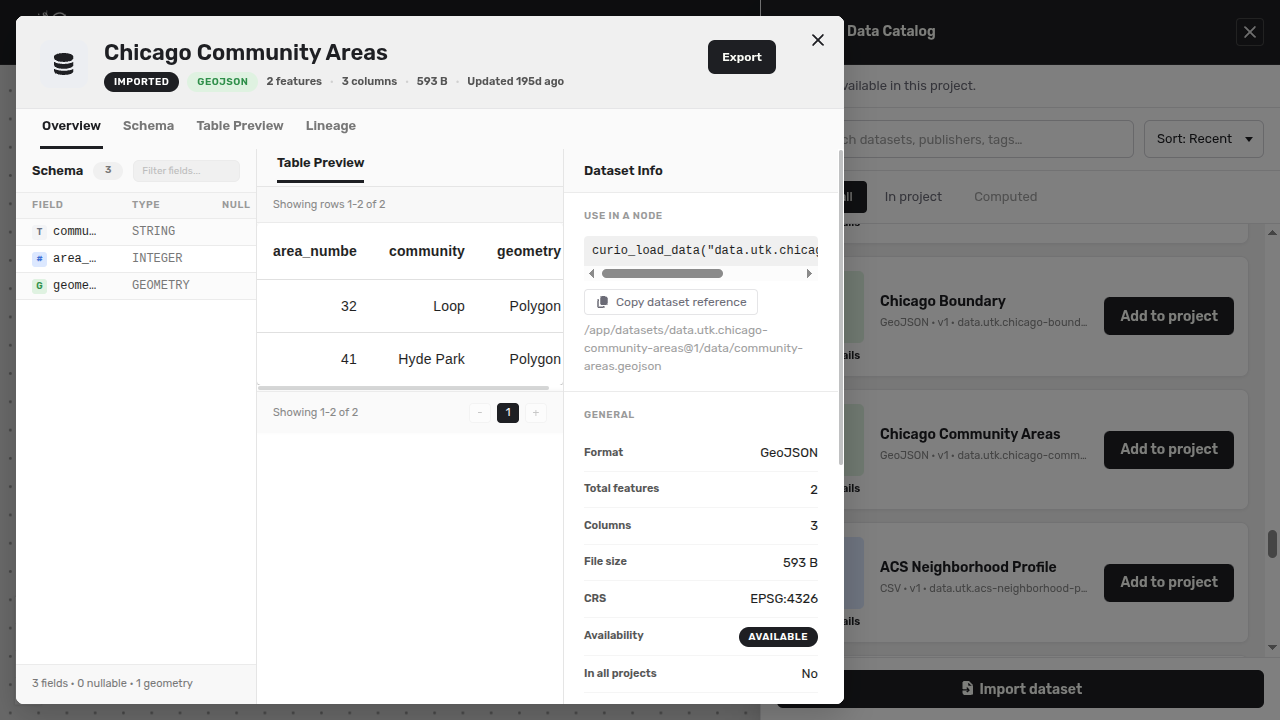 Chicago Community Areas
IMPORTED GEOJSON 2 features · 3 columns · 593 B · Updated 195d ago
Export
Overview Schema Table Preview Lineage
Schema 3 Filter fields...
FIELD TYPE NULL
T commu… STRING
# area_… INTEGER
G geome… GEOMETRY
3 fields • 0 nullable • 1 geometry
Table Preview
Showing rows 1-2 of 2
area_numbe community geometry
32 Loop Polygon
41 Hyde Park Polygon
Showing 1-2 of 2 - 1 +
Dataset Info
USE IN A NODE
curio_load_data("data.utk.chicag
Copy dataset reference
/app/datasets/data.utk.chicago-
community-areas@1/data/community-
areas.geojson
GENERAL
Format GeoJSON
Total features 2
Columns 3
File size 593 B
CRS EPSG:4326
Availability AVAILABLE
In all projects No
Data Catalog
vailable in this project.
ch datasets, publishers, tags... Sort: Recent
In project Computed
Chicago Boundary
GeoJSON • v1 • data.utk.chicago-bound…
Add to project
ails
Chicago Community Areas
GeoJSON • v1 • data.utk.chicago-comm…
Add to project
ails
ACS Neighborhood Profile
CSV • v1 • data.utk.acs-neighborhood-p…
Add to project
ails
Import dataset